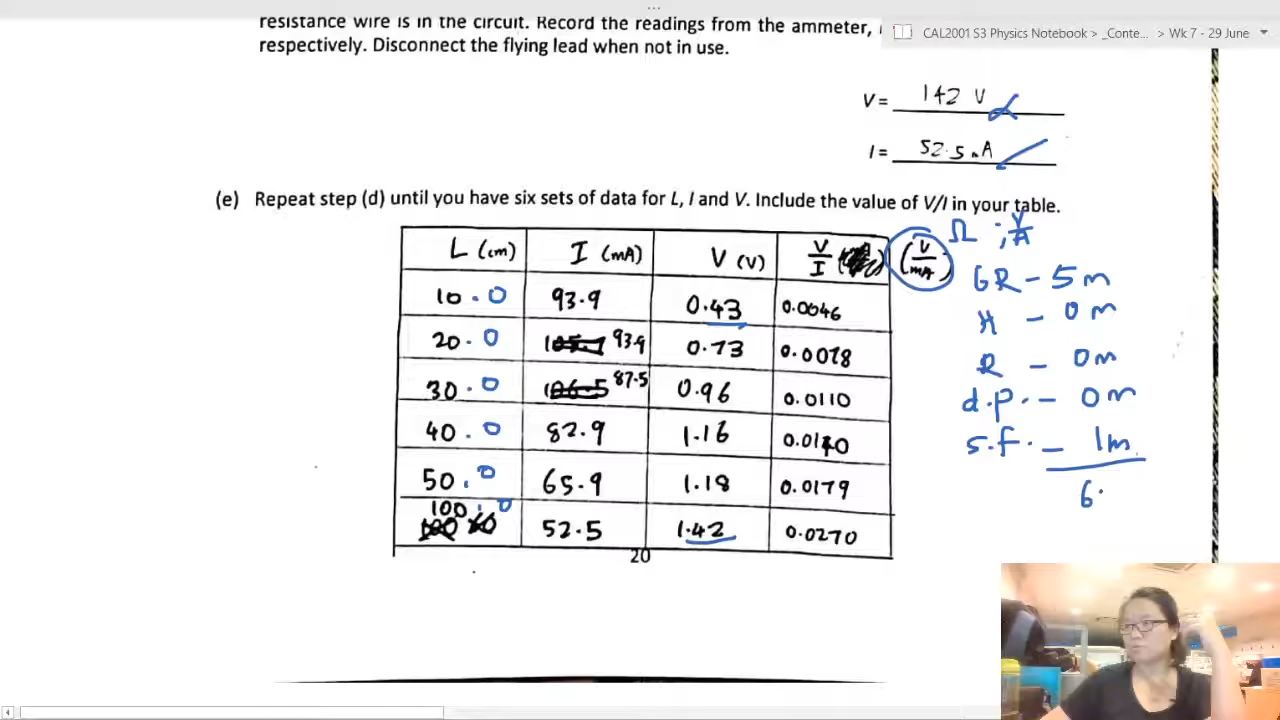 resistance wire is in the circuit. Record the readings from the ammeter,
respectively. Disconnect the flying lead when not in use.
CAL2001 S3 Physics Notebook > _Conte... > Wk 7 - 29 June
V = 142 V
I = 52.5 mA
(e) Repeat step (d) until you have six sets of data for L, I and V. Include the value of V/I in your table.
L (cm) I (mA) V (V) V/I (V/mA) Ω ; V/A
10.0 93.9 0.43 0.0046
20.0 93.9 0.73 0.0078
30.0 87.5 0.96 0.0110
40.0 82.9 1.16 0.0140
50.0 65.9 1.18 0.0179
100.0 52.5 1.42 0.0270
GR - 5m
H - 0m
R - 0m
d.p. - 0m
s.f. - 1m
6
20